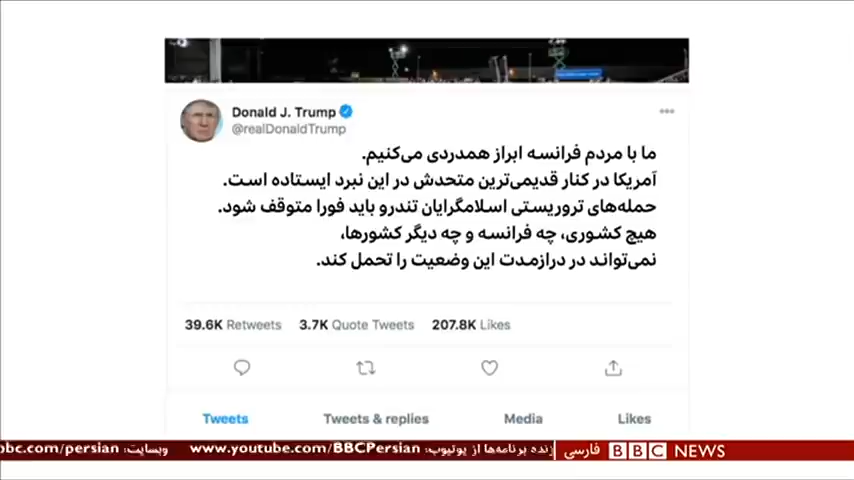 Donald J. Trump
@realDonaldTrump
ما با مردم فرانسه ابراز همدردی می‌کنیم.
آمریکا در کنار قدیمی‌ترین متحدش در این نبرد ایستاده است.
حمله‌های تروریستی اسلامگرایان تندرو باید فورا متوقف شود.
هیچ کشوری، چه فرانسه و چه دیگر کشورها،
نمی‌تواند در درازمدت این وضعیت را تحمل کند.
39.6K Retweets 3.7K Quote Tweets 207.8K Likes
Tweets Tweets & replies Media Likes
BBC NEWS فارسی زنده برنامه‌ها از یوتیوب: www.youtube.com/BBCPersian وبسایت: bbc.com/persian